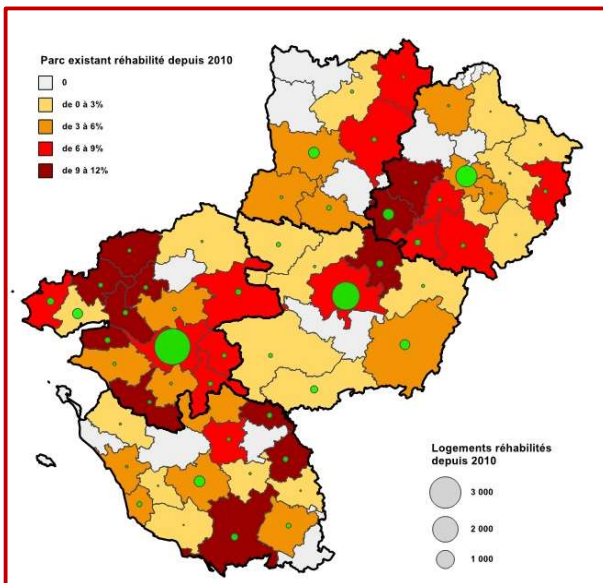 Parc existant réhabilité depuis 2010
0
de 0 à 3%
de 3 à 6%
de 6 à 9%
de 9 à 12%
Logements réhabilités
depuis 2010
3 000
2 000
1 000